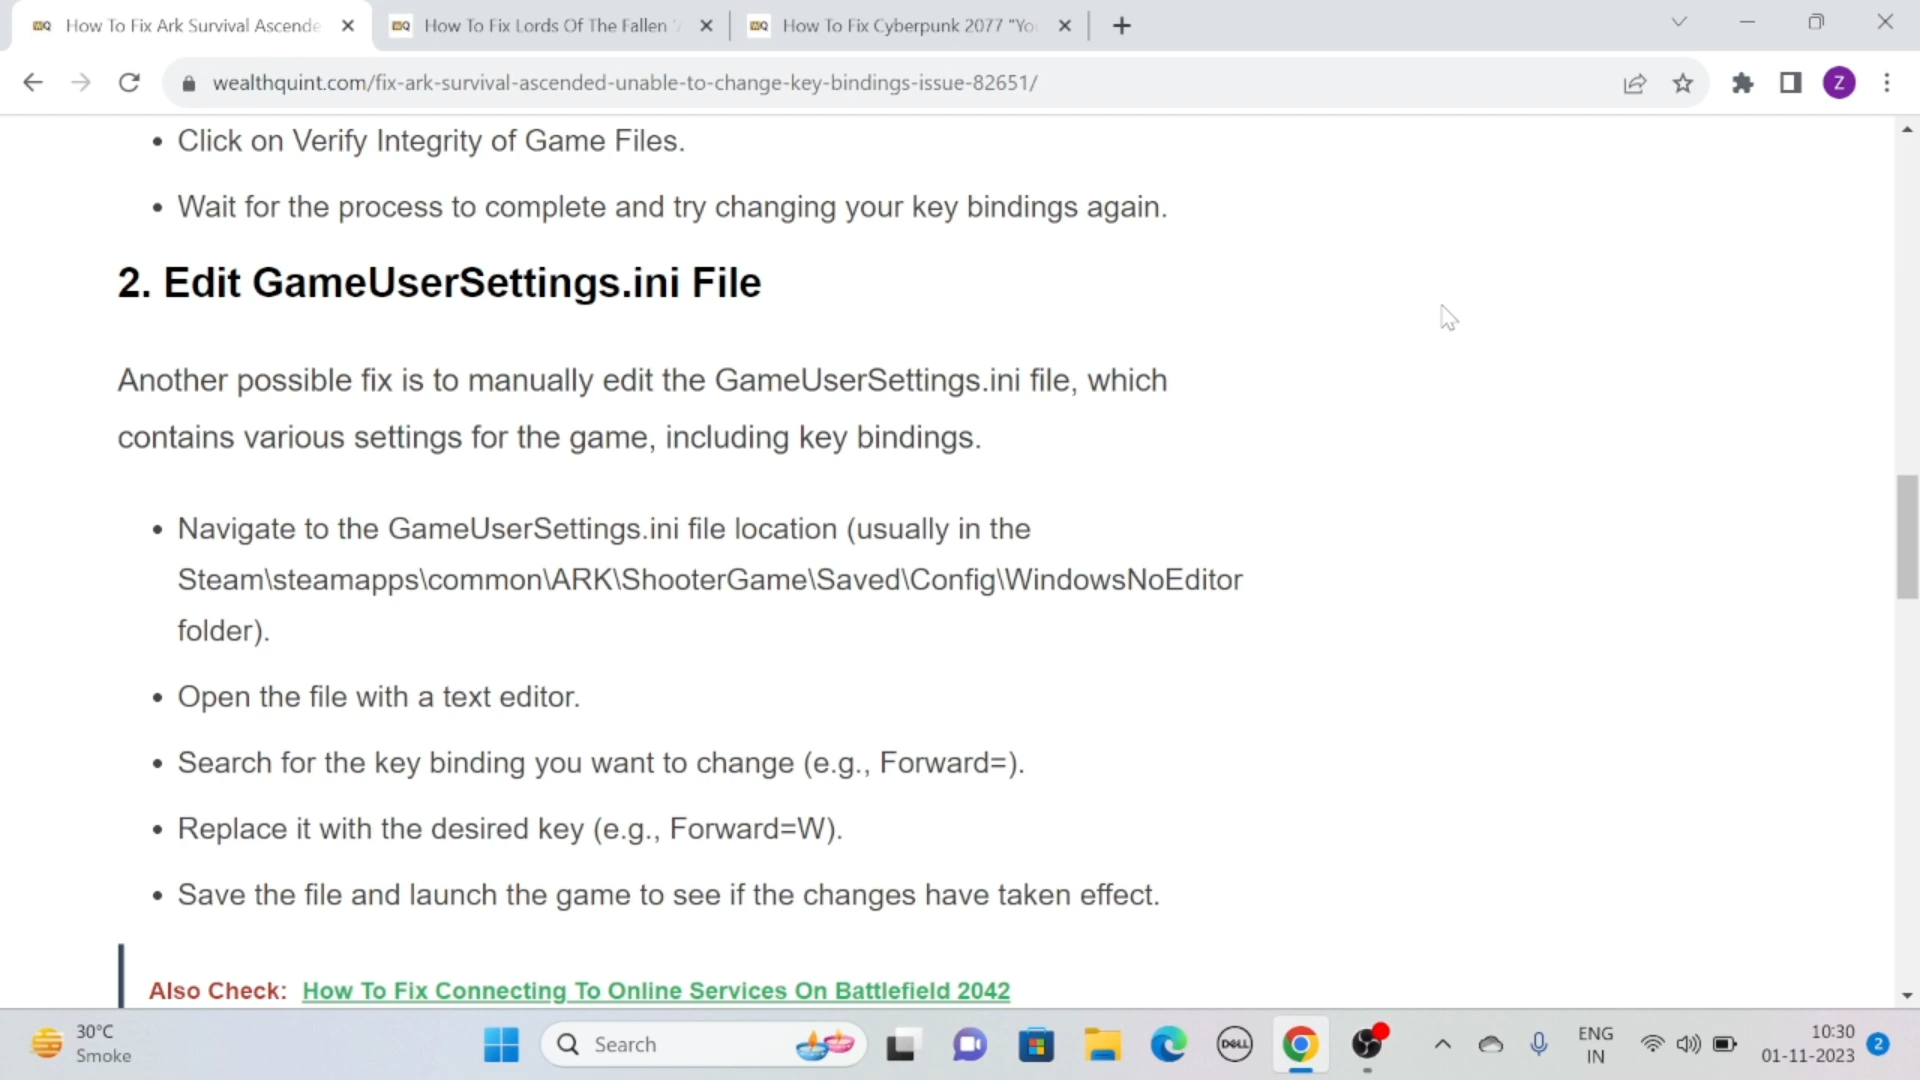 How To Fix Ark Survival Ascende
How To Fix Lords Of The Fallen
How To Fix Cyberpunk 2077 "Yo
wealthquint.com/fix-ark-survival-ascended-unable-to-change-key-bindings-issue-82651/
Z
• Click on Verify Integrity of Game Files.
• Wait for the process to complete and try changing your key bindings again.
2. Edit GameUserSettings.ini File
Another possible fix is to manually edit the GameUserSettings.ini file, which
contains various settings for the game, including key bindings.
• Navigate to the GameUserSettings.ini file location (usually in the
Steam\steamapps\common\ARK\ShooterGame\Saved\Config\WindowsNoEditor
folder).
• Open the file with a text editor.
• Search for the key binding you want to change (e.g., Forward=).
• Replace it with the desired key (e.g., Forward=W).
• Save the file and launch the game to see if the changes have taken effect.
Also Check: How To Fix Connecting To Online Services On Battlefield 2042
30°C
Smoke
Search
DELL
ENG
IN
10:30
01-11-2023
2